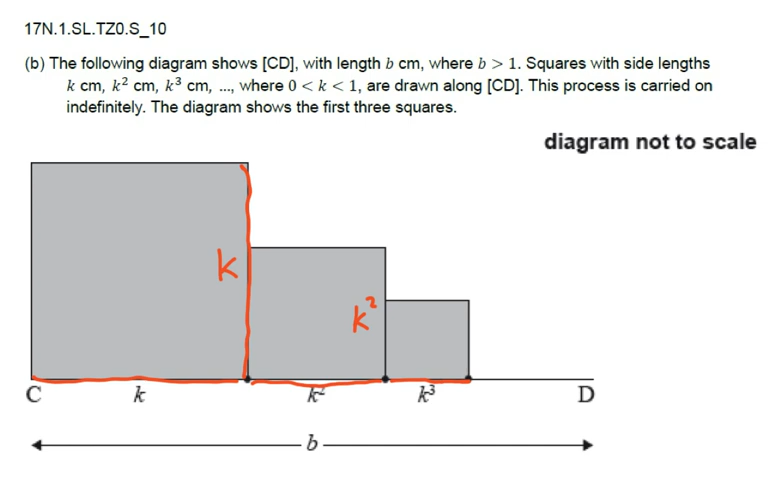 17N.1.SL.TZ0.S_10
(b) The following diagram shows [CD], with length b cm, where b > 1. Squares with side lengths
k cm, k² cm, k³ cm, ..., where 0 < k < 1, are drawn along [CD]. This process is carried on
indefinitely. The diagram shows the first three squares.
diagram not to scale
k
k²
C k k² k³ D
b